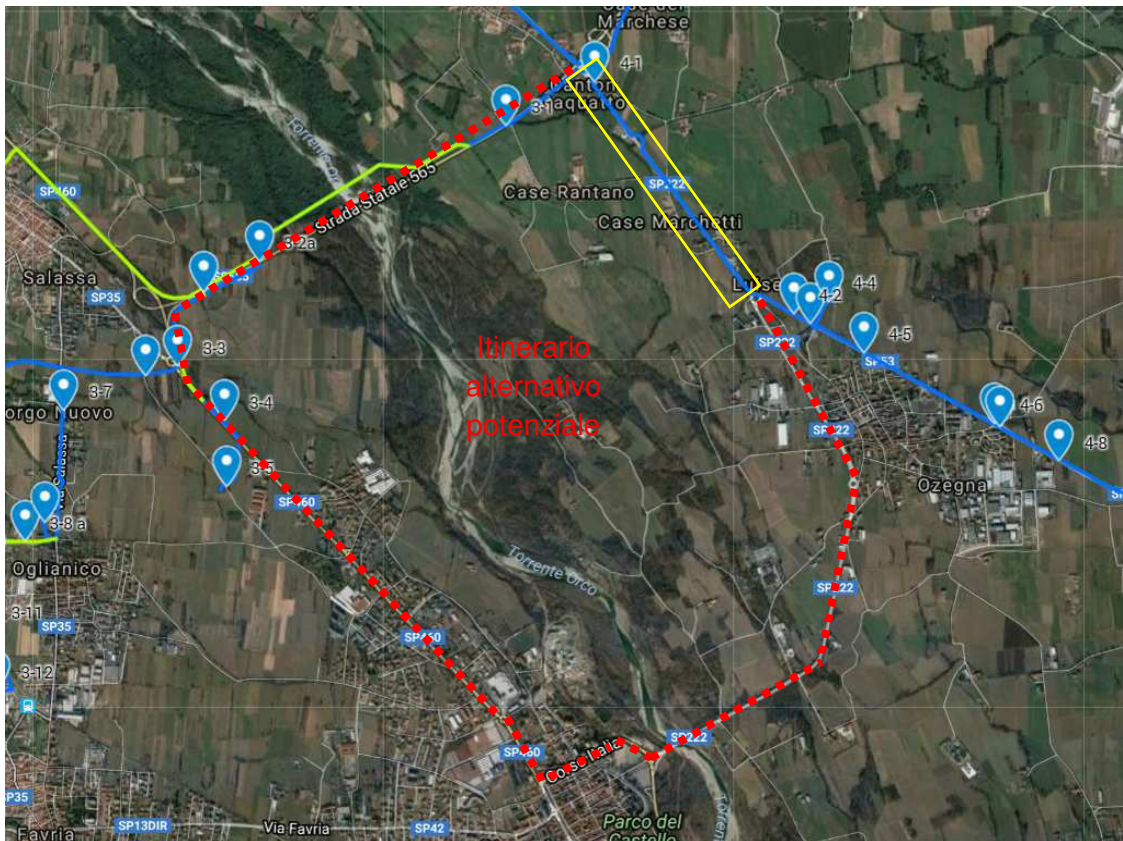 Marchese
4-1
3-1
SP460
Case Rantano
SP222
Strada Statale 565
Case Marchetti
3-2a
Salassa
SP35
4-4
4-2
SP222
4-5
SP53
3-3
Itinerario
alternativo
potenziale
3-7
3-4
4-6
SP222
4-8
3-5
Ozegna
SP460
3-8 a
Torrente Orco
Oglianico
SP222
3-11
SP35
SP460
3-12
SP222
SP460
Corso Italia
SP35
SP13DIR
Via Favria
SP42
Parco del
Castello
Favria